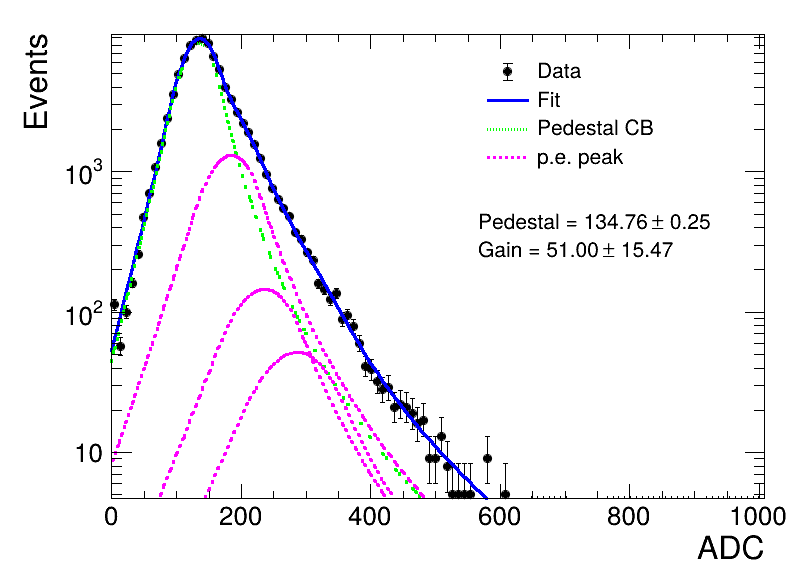 Events
10³
10²
10
Data
Fit
Pedestal CB
p.e. peak
Pedestal = 134.76 ± 0.25
Gain = 51.00 ± 15.47
0 200 400 600 800 1000
ADC